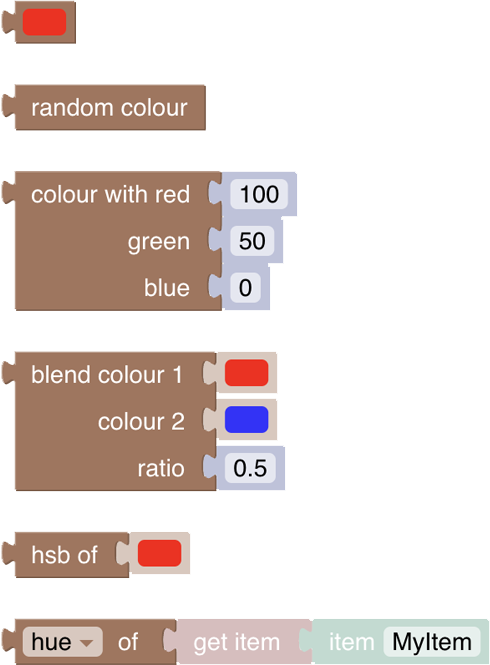 random colour
colour with red 100
green 50
blue 0
blend colour 1
colour 2
ratio 0.5
hsb of
hue of get item item MyItem